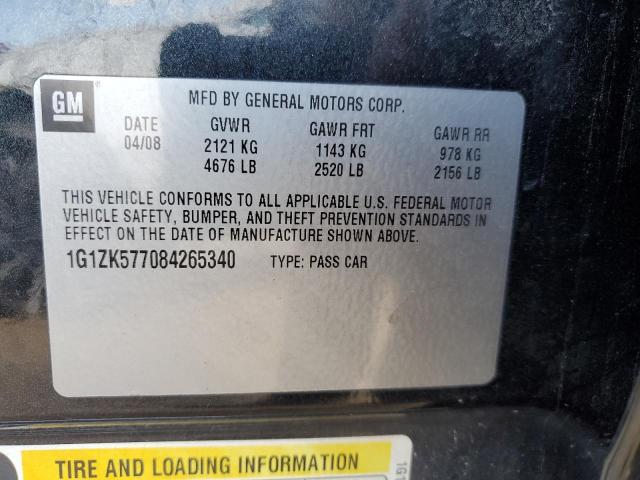 GM
MFD BY GENERAL MOTORS CORP.
DATE GVWR GAWR FRT GAWR RR
04/08 2121 KG 1143 KG 978 KG
4676 LB 2520 LB 2156 LB
THIS VEHICLE CONFORMS TO ALL APPLICABLE U.S. FEDERAL MOTOR
VEHICLE SAFETY, BUMPER, AND THEFT PREVENTION STANDARDS IN
EFFECT ON THE DATE OF MANUFACTURE SHOWN ABOVE.
1G1ZK577084265340 TYPE: PASS CAR
TIRE AND LOADING INFORMATION